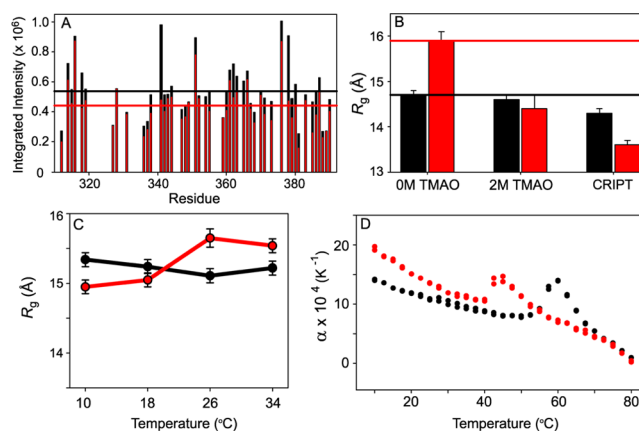 A
Integrated Intensity (x 10⁶)
1.0
0.8
0.6
0.4
0.2
0
320 340 360 380
Residue
B
Rg (Å)
16
15
14
13
0M TMAO 2M TMAO CRIPT
C
Rg (Å)
16
15
14
10 18 26 34
Temperature (°C)
D
α x 10⁴ (K⁻¹)
20
10
0
20 40 60 80
Temperature (°C)